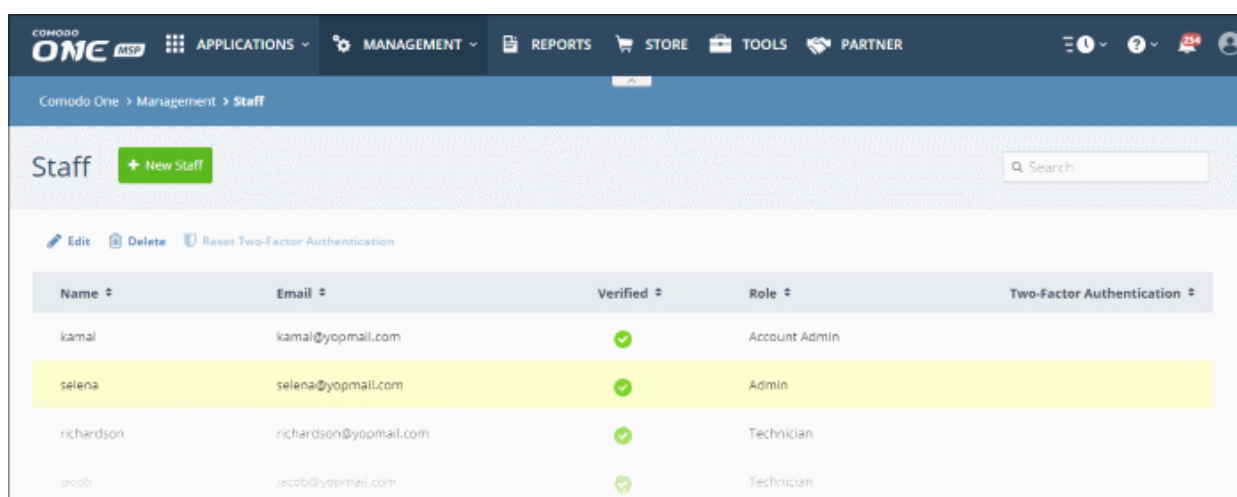 COMODO
ONE MSP APPLICATIONS MANAGEMENT REPORTS STORE TOOLS PARTNER 254
Comodo One > Management > Staff
Staff + New Staff Search
Edit Delete Reset Two-Factor Authentication
Name Email Verified Role Two-Factor Authentication
kamal kamal@yopmail.com Account Admin
selena selena@yopmail.com Admin
richardson richardson@yopmail.com Technician
jacob jacob@yopmail.com Technician